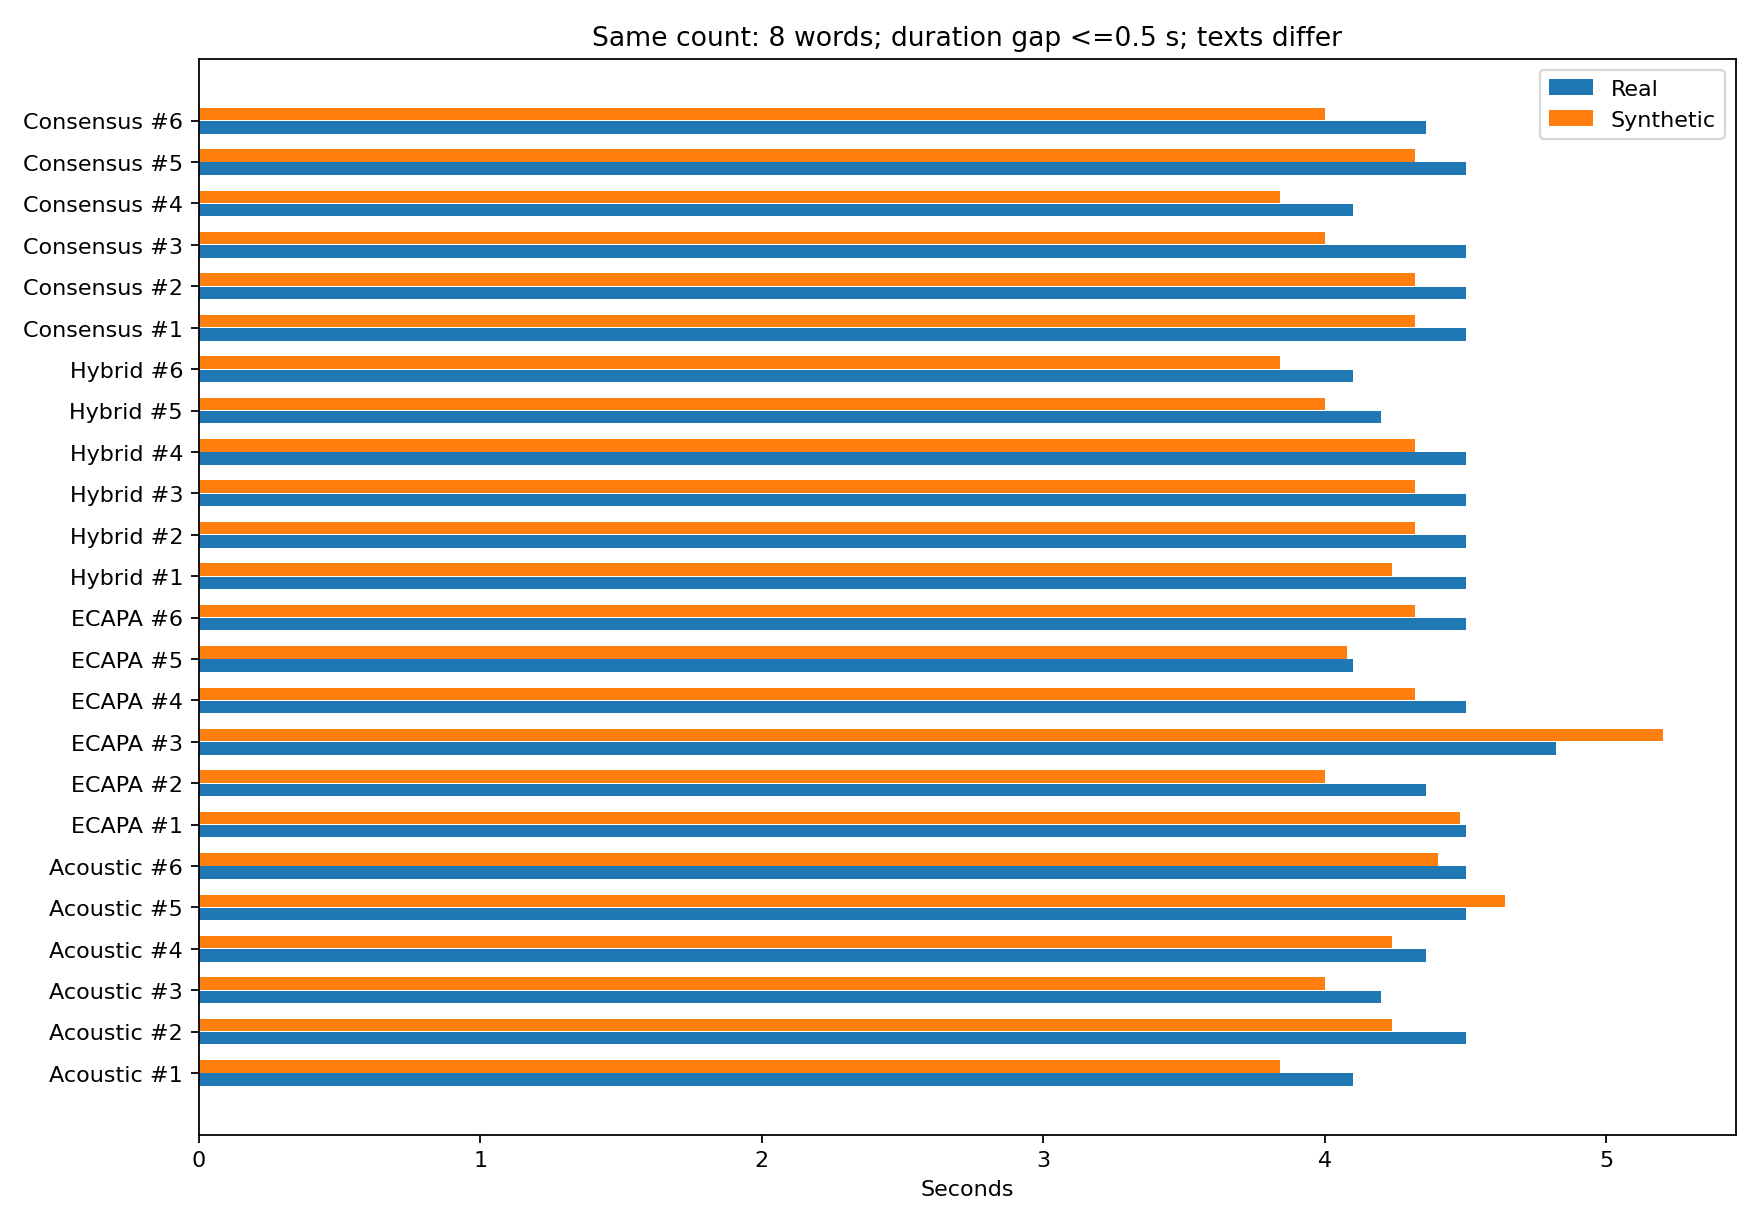 Same count: 8 words; duration gap <=0.5 s; texts differ
Real
Synthetic
Consensus #6
Consensus #5
Consensus #4
Consensus #3
Consensus #2
Consensus #1
Hybrid #6
Hybrid #5
Hybrid #4
Hybrid #3
Hybrid #2
Hybrid #1
ECAPA #6
ECAPA #5
ECAPA #4
ECAPA #3
ECAPA #2
ECAPA #1
Acoustic #6
Acoustic #5
Acoustic #4
Acoustic #3
Acoustic #2
Acoustic #1
0 1 2 3 4 5
Seconds